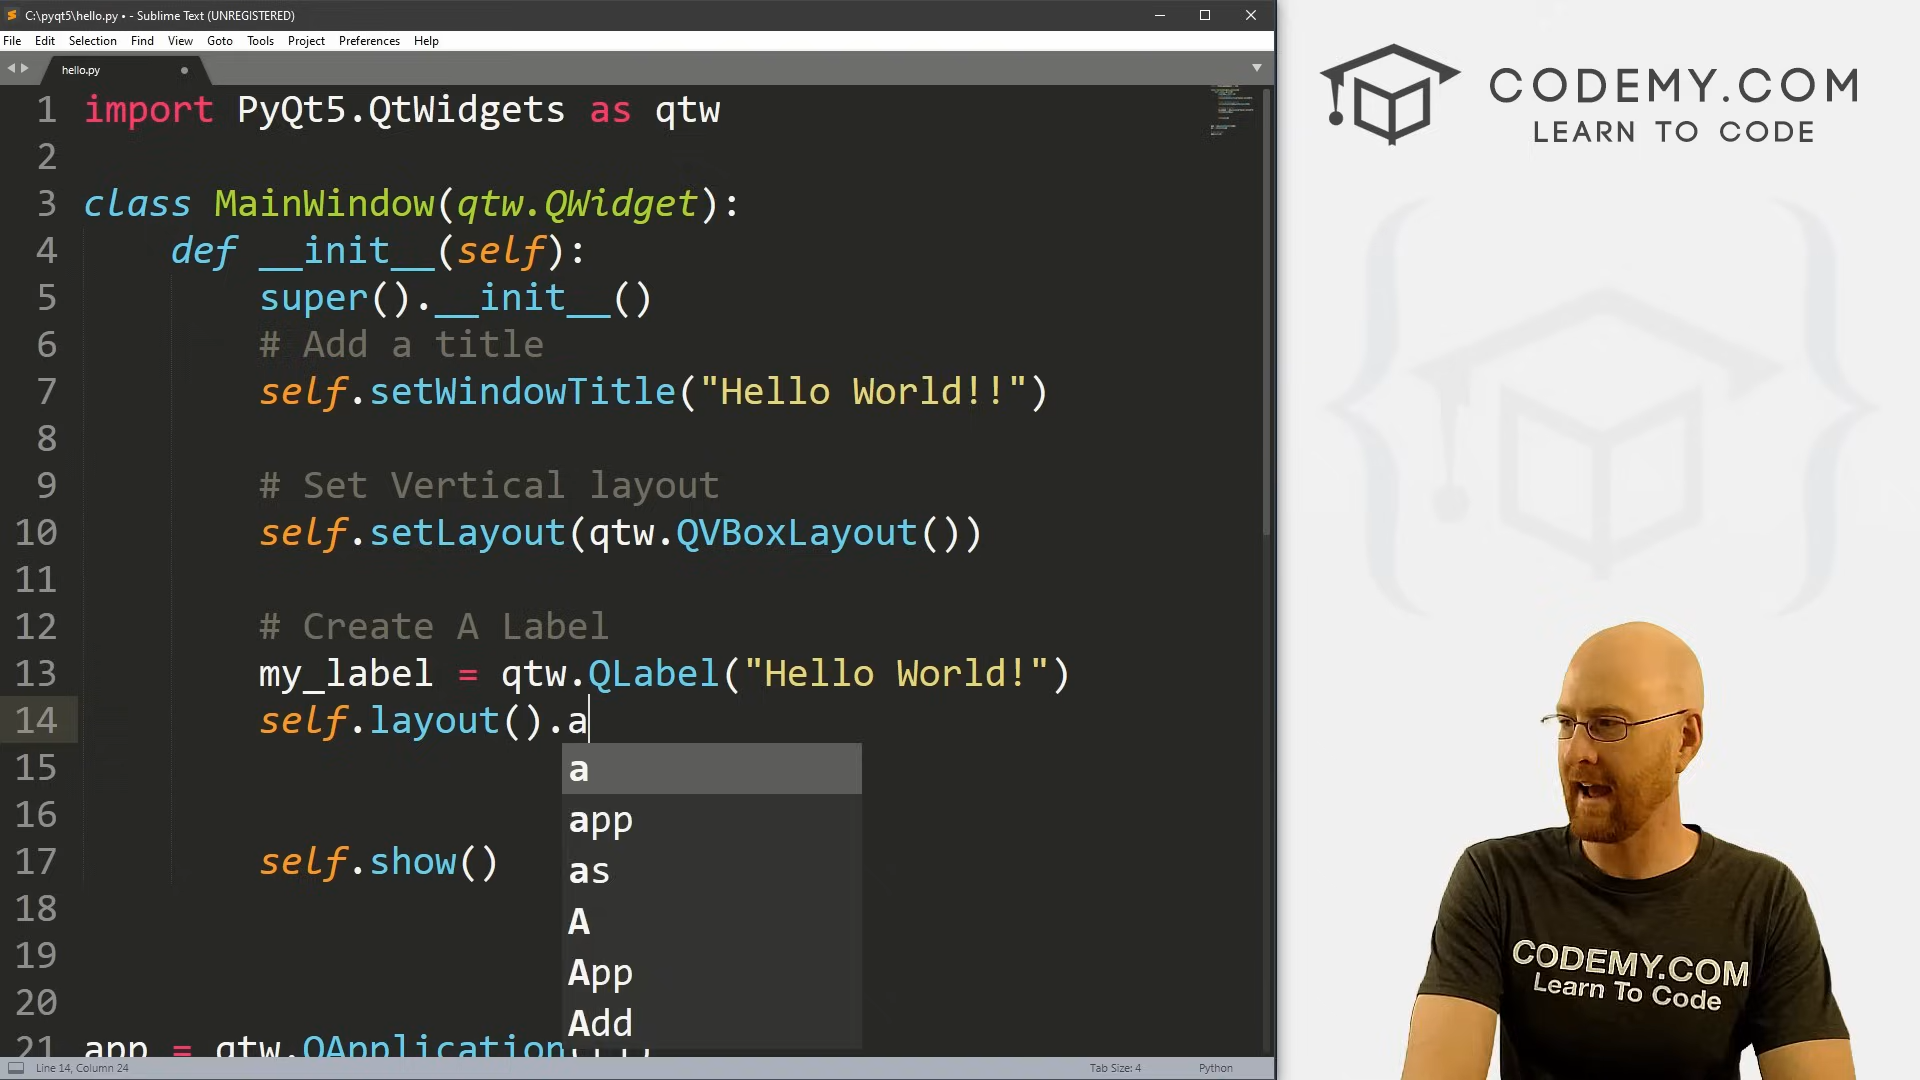 C:\pyqt5\hello.py • - Sublime Text (UNREGISTERED)
File Edit Selection Find View Goto Tools Project Preferences Help
hello.py
1 import PyQt5.QtWidgets as qtw
2
3 class MainWindow(qtw.QWidget):
4 def __init__(self):
5 super().__init__()
6 # Add a title
7 self.setWindowTitle("Hello World!!")
8
9 # Set Vertical layout
10 self.setLayout(qtw.QVBoxLayout())
11
12 # Create A Label
13 my_label = qtw.QLabel("Hello World!")
14 self.layout().a
15
16
17 self.show()
18
19
20
21 app = qtw.QApplication([])
a
app
as
A
App
Add
Line 14, Column 24
Tab Size: 4
Python
CODEMY.COM
LEARN TO CODE
CODEMY.COM
Learn To Code